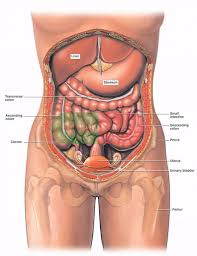 Liver
Stomach
Transverse
colon
Ascending
colon
Cecum
Small
intestine
Descending
colon
Pelvis
Uterus
Urinary bladder
Femur